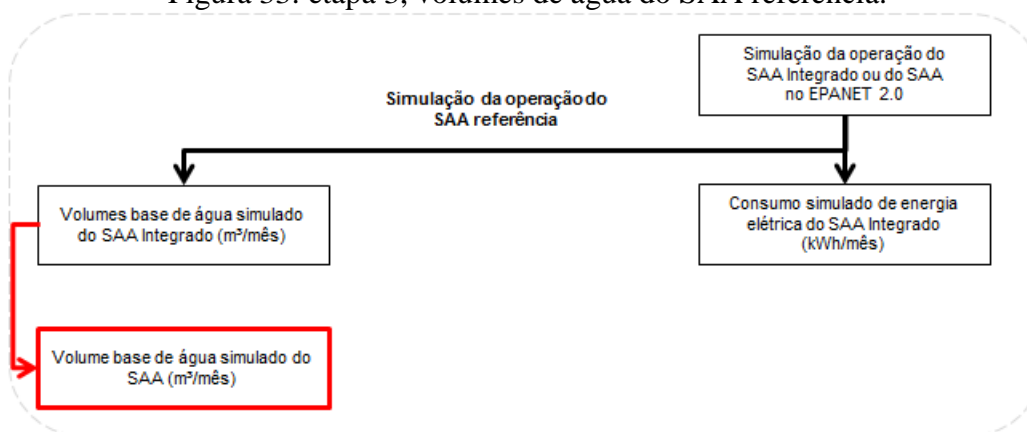 Figura 33: etapa 3, volumes de água do SAA referência.
Simulação da operação do
SAA Integrado ou do SAA
no EPANET 2.0
Simulação da operação do
SAA referência
Volumes base de água simulado
do SAA Integrado (m³/mês)
Consumo simulado de energia
elétrica do SAA Integrado
(kWh/mês)
Volume base de água simulado do
SAA (m³/mês)